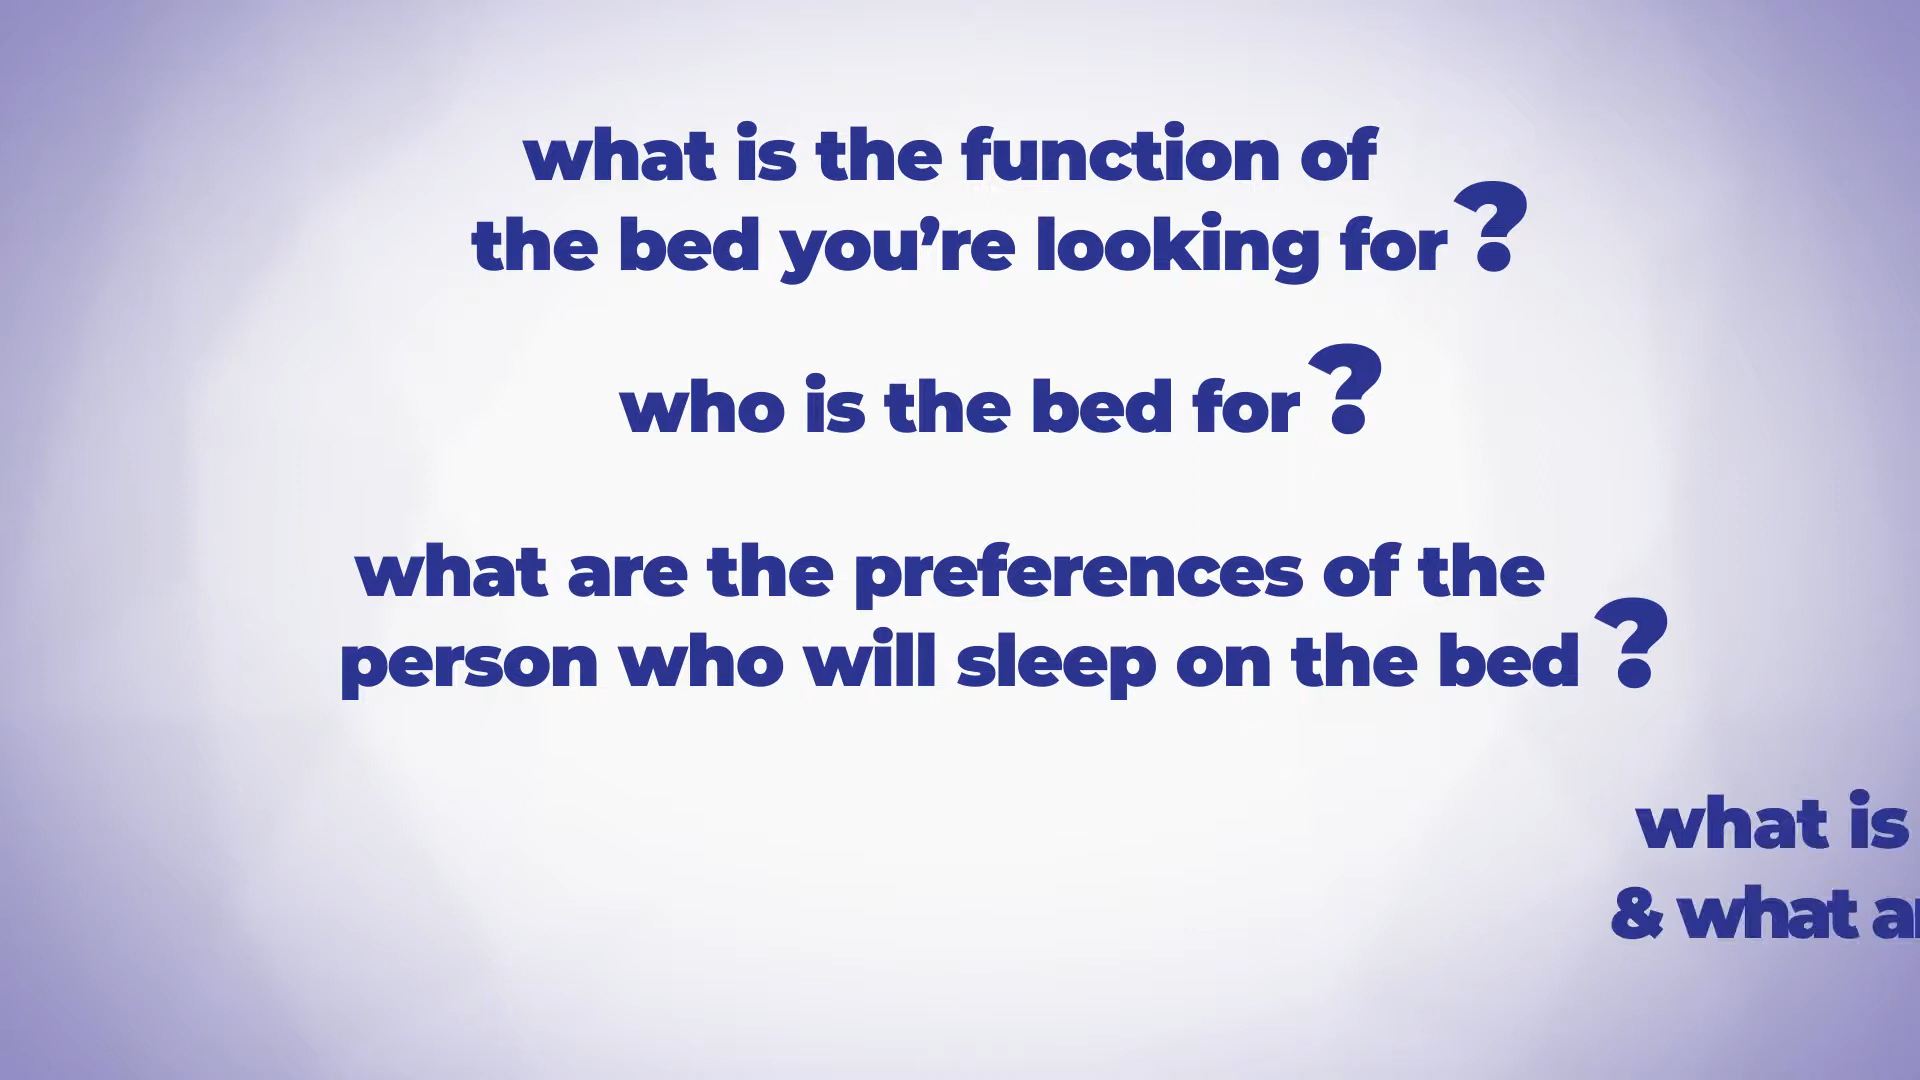 what is the function of
the bed you’re looking for?
who is the bed for?
what are the preferences of the
person who will sleep on the bed?
what is
& what